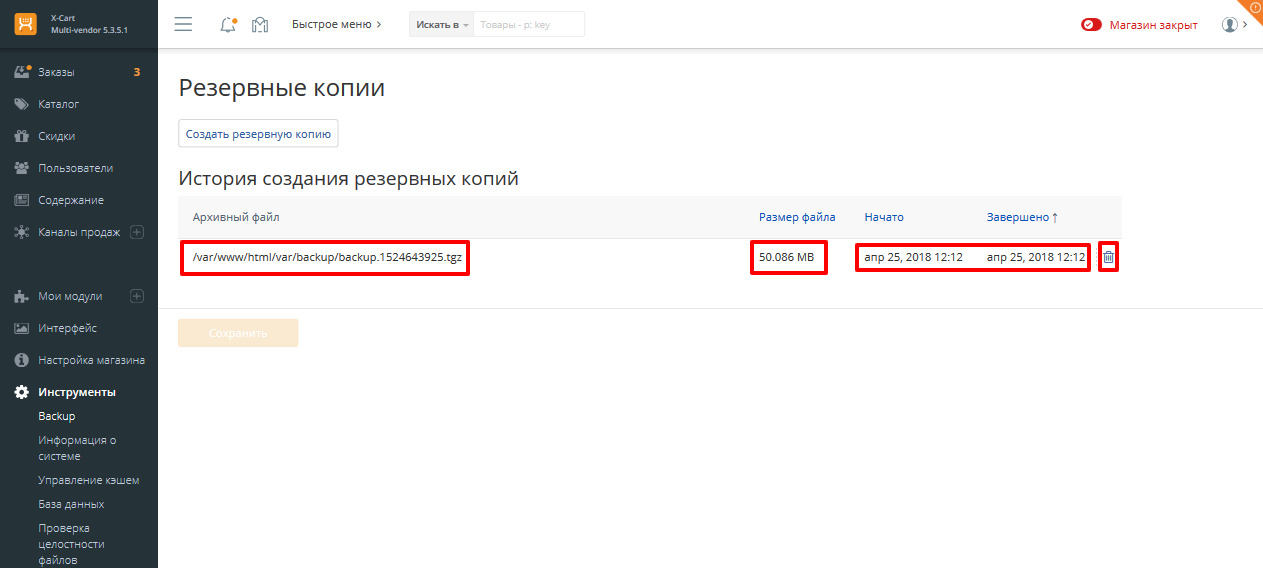 X-Cart
Multi-vendor 5.3.5.1
Быстрое меню
Искать в
Товары - p: key
Магазин закрыт
Заказы 3
Каталог
Скидки
Пользователи
Содержание
Каналы продаж
Мои модули
Интерфейс
Настройка магазина
Инструменты
Backup
Информация о
системе
Управление кэшем
База данных
Проверка
целостности
файлов
Резервные копии
Создать резервную копию
История создания резервных копий
Архивный файл Размер файла Начато Завершено ↑
/var/www/html/var/backup/backup.1524643925.tgz 50.086 MB апр 25, 2018 12:12 апр 25, 2018 12:12
Сохранить